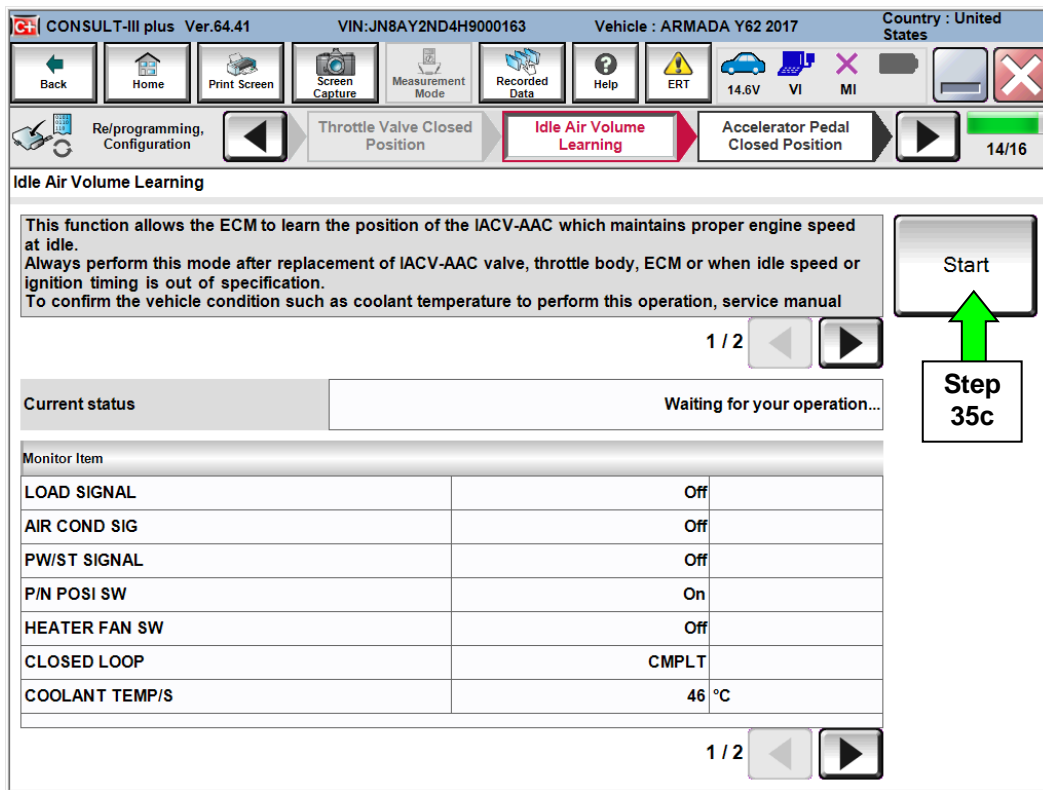 C+ CONSULT-III plus Ver.64.41 VIN:JN8AY2ND4H9000163 Vehicle : ARMADA Y62 2017 Country : United
States
Back Home Print Screen Screen
Capture Measurement
Mode Recorded
Data Help ERT 14.6V VI MI
Re/programming,
Configuration
Throttle Valve Closed
Position
Idle Air Volume
Learning
Accelerator Pedal
Closed Position
14/16
Idle Air Volume Learning
This function allows the ECM to learn the position of the IACV-AAC which maintains proper engine speed
at idle.
Always perform this mode after replacement of IACV-AAC valve, throttle body, ECM or when idle speed or
ignition timing is out of specification.
To confirm the vehicle condition such as coolant temperature to perform this operation, service manual
Start
1 / 2
Step
35c
Current status Waiting for your operation...
Monitor Item
LOAD SIGNAL Off
AIR COND SIG Off
PW/ST SIGNAL Off
P/N POSI SW On
HEATER FAN SW Off
CLOSED LOOP CMPLT
COOLANT TEMP/S 46 °C
1 / 2